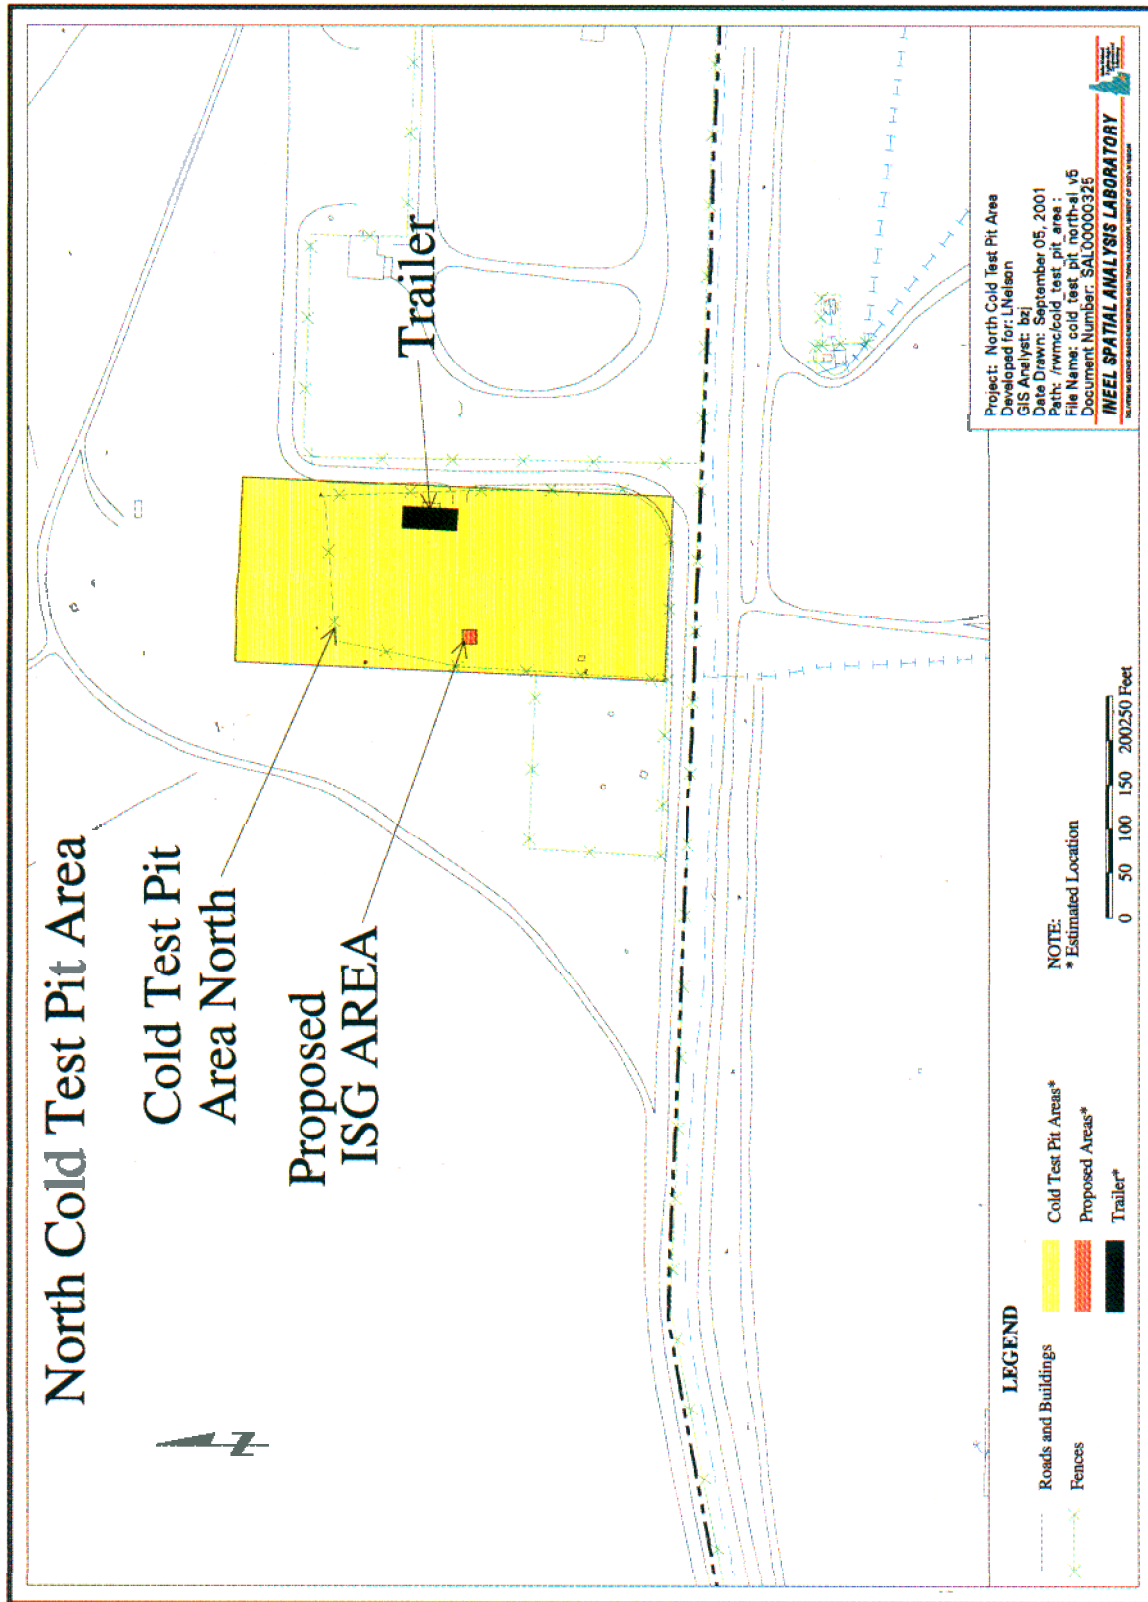 North Cold Test Pit Area
Cold Test Pit
Area North
Proposed
ISG AREA
Trailer
N
LEGEND
Roads and Buildings
Fences
Cold Test Pit Areas*
Proposed Areas*
Trailer*
NOTE:
* Estimated Location
0 50 100 150 200250 Feet
Project: North Cold Test Pit Area
Developed for: LNelson
GIS Analyst: bzj
Date Drawn: September 05, 2001
Path: /rwmc/cold_test_pit_area :
File Name: cold_test_pit_north-al_v5
Document Number: SAL00000325
INEEL SPATIAL ANALYSIS LABORATORY